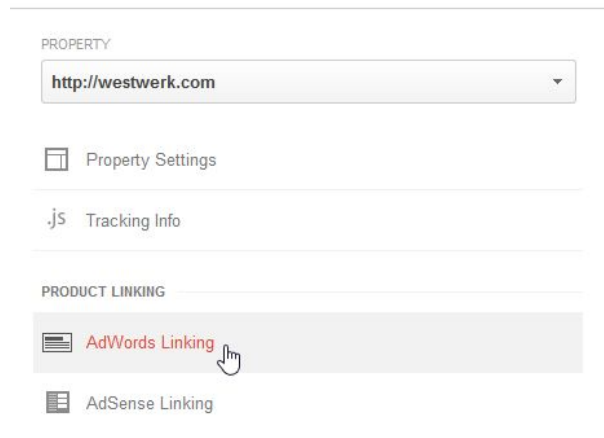 PROPERTY
http://westwerk.com
Property Settings
.js Tracking Info
PRODUCT LINKING
AdWords Linking
AdSense Linking